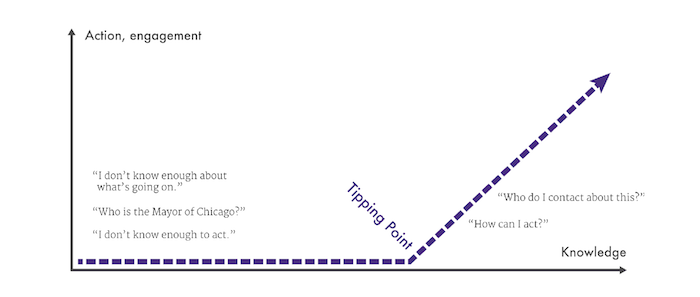 Action, engagement
“I don’t know enough about
what’s going on.”
“Who is the Mayor of Chicago?”
“I don’t know enough to act.”
Tipping Point
“Who do I contact about this?”
“How can I act?”
Knowledge